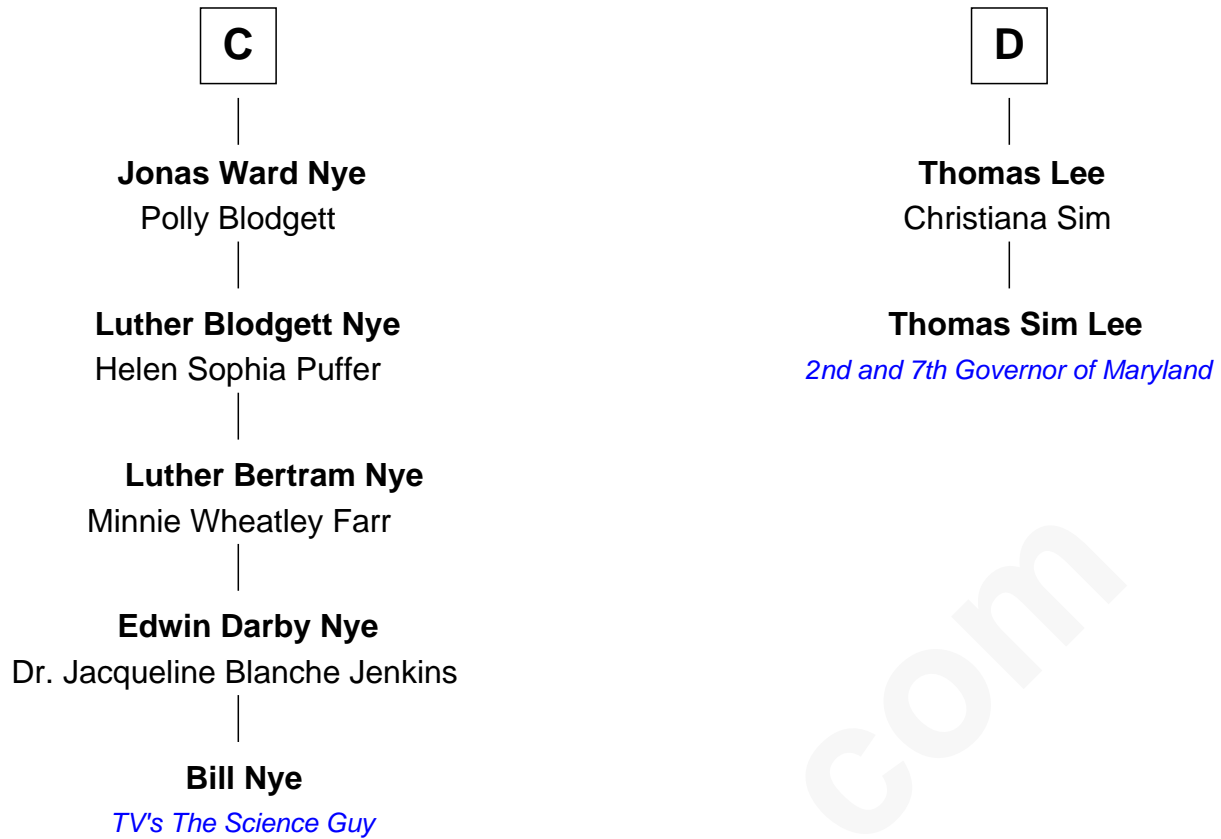 C
Jonas Ward Nye
Polly Blodgett
Luther Blodgett Nye
Helen Sophia Puffer
Luther Bertram Nye
Minnie Wheatley Farr
Edwin Darby Nye
Dr. Jacqueline Blanche Jenkins
Bill Nye
TV's The Science Guy
D
Thomas Lee
Christiana Sim
Thomas Sim Lee
2nd and 7th Governor of Maryland
com